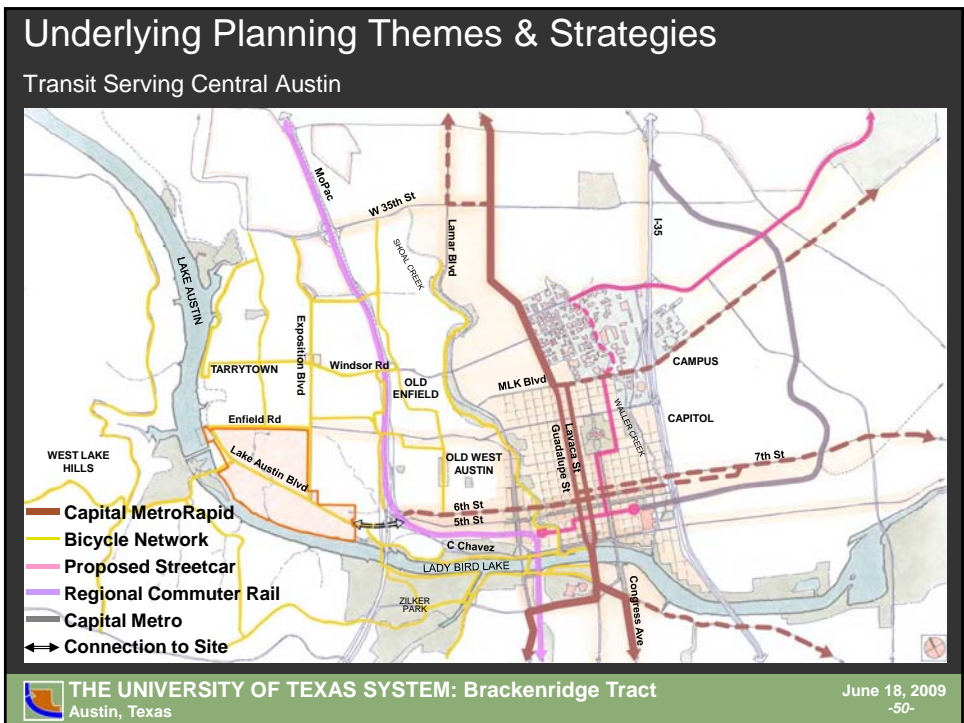 Underlying Planning Themes & Strategies
Transit Serving Central Austin
MoPac
W 35th St
Lamar Blvd
I-35
SHOAL CREEK
LAKE AUSTIN
Exposition Blvd
TARRYTOWN
Windsor Rd
OLD
ENFIELD
MLK Blvd
CAMPUS
Enfield Rd
Lavaca St
Guadalupe St
WALLER CREEK
CAPITOL
WEST LAKE
HILLS
Lake Austin Blvd
OLD WEST
AUSTIN
7th St
6th St
5th St
C Chavez
LADY BIRD LAKE
ZILKER
PARK
Congress Ave
Capital MetroRapid
Bicycle Network
Proposed Streetcar
Regional Commuter Rail
Capital Metro
Connection to Site
THE UNIVERSITY OF TEXAS SYSTEM: Brackenridge Tract
Austin, Texas
June 18, 2009
-50-